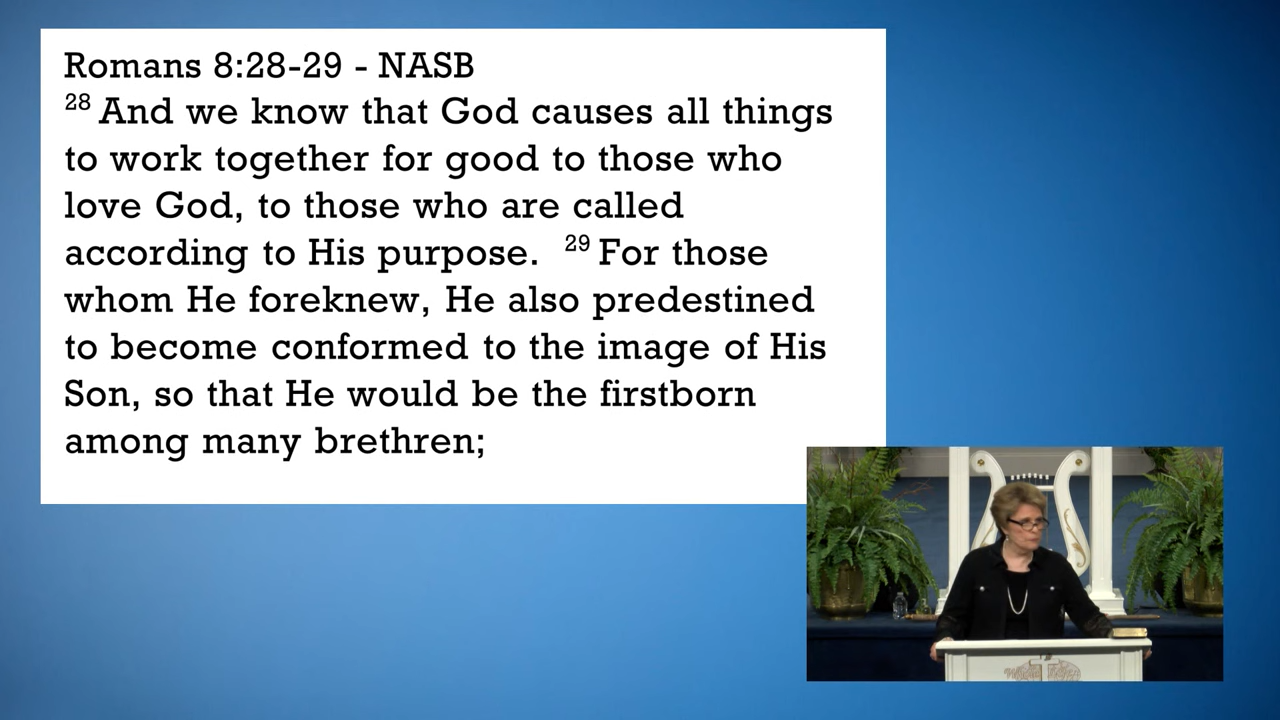 Romans 8:28-29 - NASB
28 And we know that God causes all things
to work together for good to those who
love God, to those who are called
according to His purpose. 29 For those
whom He foreknew, He also predestined
to become conformed to the image of His
Son, so that He would be the firstborn
among many brethren;